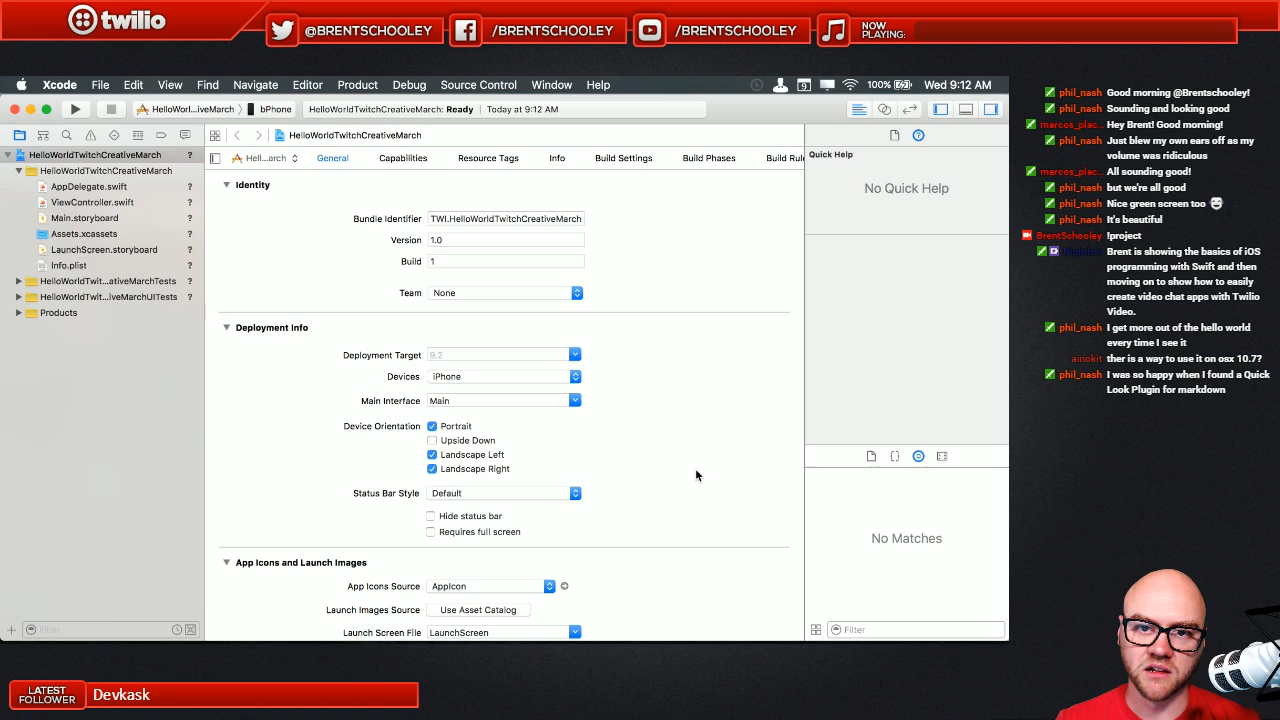 twilio
@BRENTSCHOOLEY
/BRENTSCHOOLEY
/BRENTSCHOOLEY
NOW
PLAYING:
Xcode File Edit View Find Navigate Editor Product Debug Source Control Window Help
9
100%
Wed 9:12 AM
HelloWorl...iveMarch
bPhone
HelloWorldTwitchCreativeMarch: Ready | Today at 9:12 AM
HelloWorldTwitchCreativeMarch
HelloWorldTwitchCreativeMarch ?
HelloWorldTwitchCreativeMarch
AppDelegate.swift ?
ViewController.swift ?
Main.storyboard ?
Assets.xcassets ?
LaunchScreen.storyboard ?
Info.plist ?
HelloWorldTwit...ativeMarchTests ?
HelloWorldTwit...iveMarchUITests ?
Products
Filter
Hell...arch General Capabilities Resource Tags Info Build Settings Build Phases Build Rule
Identity
Bundle Identifier TWI.HelloWorldTwitchCreativeMarch
Version 1.0
Build 1
Team None
Deployment Info
Deployment Target 9.2
Devices iPhone
Main Interface Main
Device Orientation Portrait
Upside Down
Landscape Left
Landscape Right
Status Bar Style Default
Hide status bar
Requires full screen
App Icons and Launch Images
App Icons Source AppIcon
Launch Images Source Use Asset Catalog
Launch Screen File LaunchScreen
Quick Help
No Quick Help
{}
No Matches
Filter
phil_nash Good morning @Brentschooley!
phil_nash Sounding and looking good
marcos_plac... Hey Brent! Good morning!
phil_nash Just blew my own ears off as my
volume was ridiculous
marcos_plac... All sounding good!
phil_nash but we're all good
phil_nash Nice green screen too
phil_nash It's beautiful
BrentSchooley !project
Brent is showing the basics of iOS
programming with Swift and then
moving on to show how to easily
create video chat apps with Twilio
Video.
phil_nash I get more out of the hello world
every time I see it
ainokit ther is a way to use it on osx 10.7?
phil_nash I was so happy when I found a Quick
Look Plugin for markdown
LATEST
FOLLOWER
Devkask